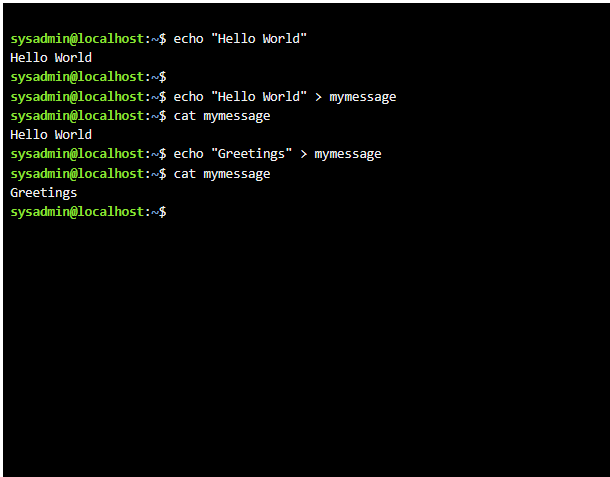 sysadmin@localhost:~$ echo "Hello World"
Hello World
sysadmin@localhost:~$
sysadmin@localhost:~$ echo "Hello World" > mymessage
sysadmin@localhost:~$ cat mymessage
Hello World
sysadmin@localhost:~$ echo "Greetings" > mymessage
sysadmin@localhost:~$ cat mymessage
Greetings
sysadmin@localhost:~$